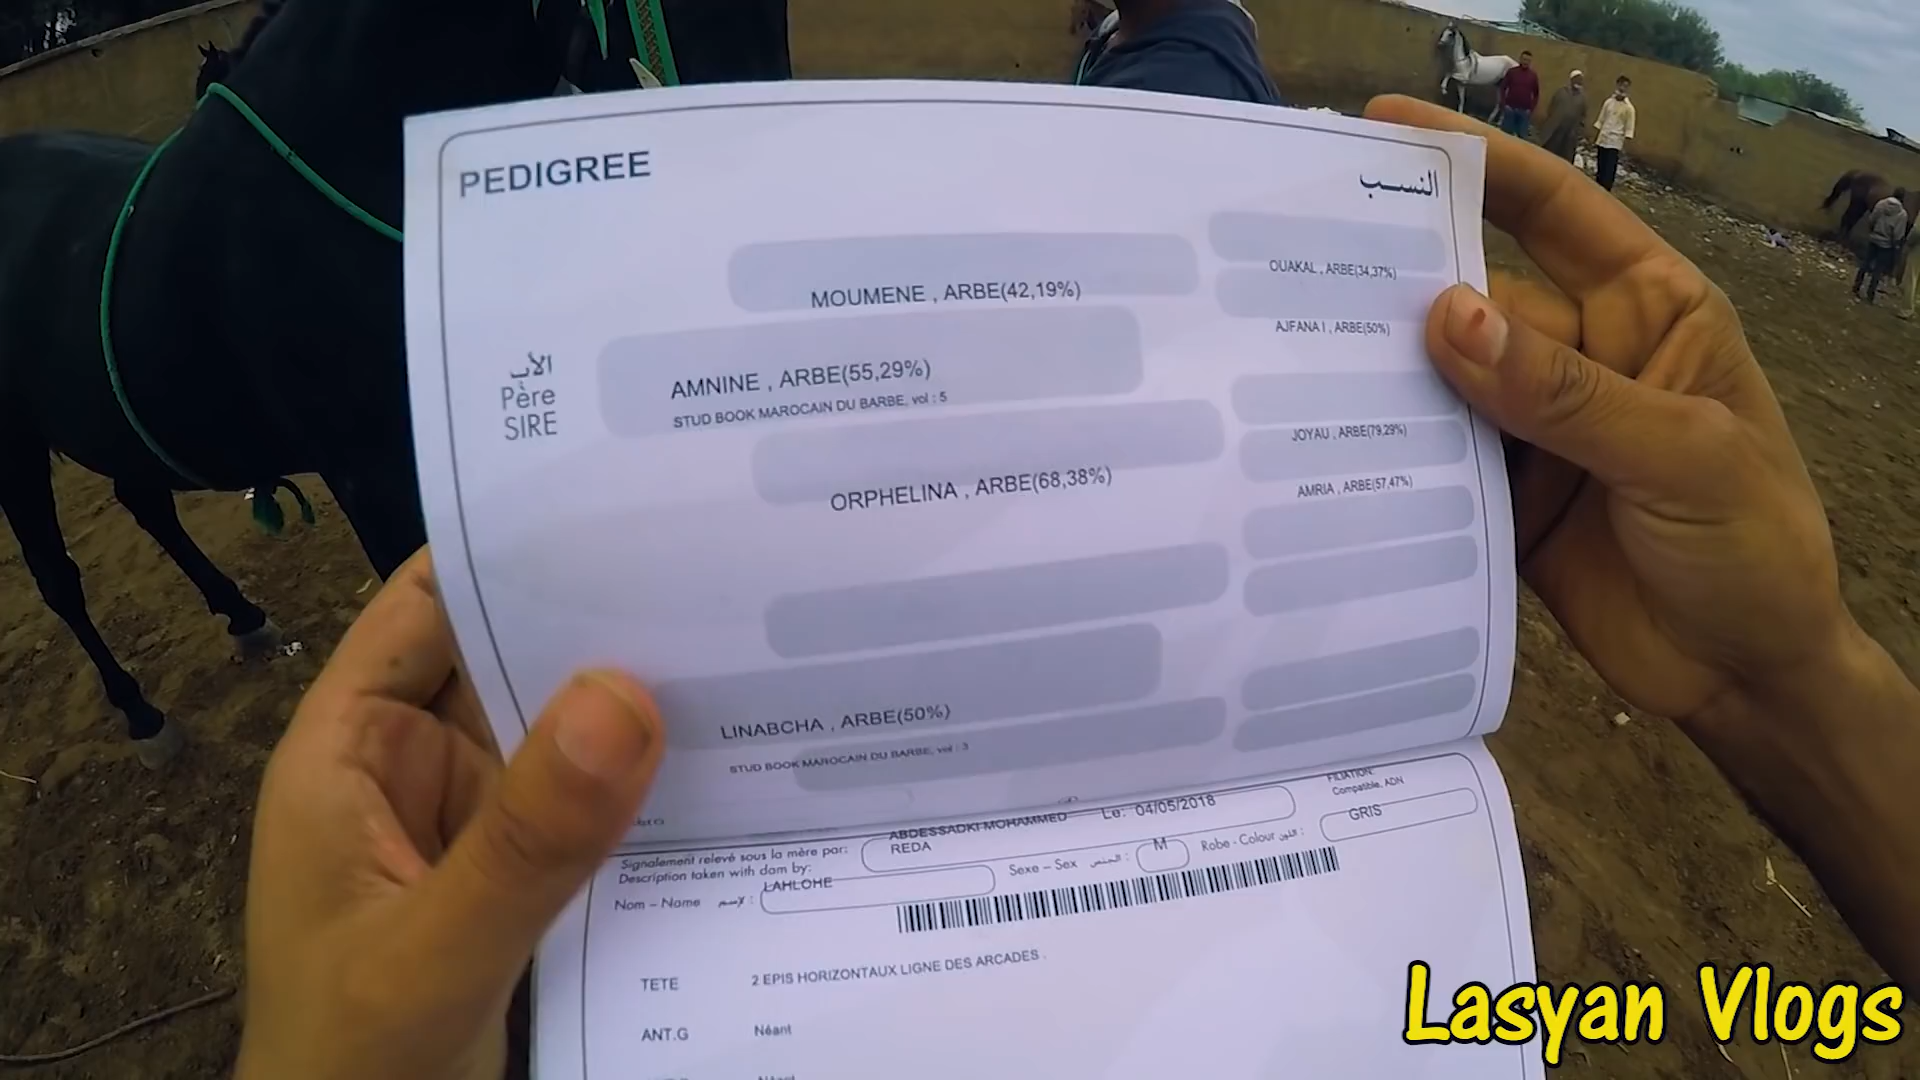 PEDIGREE
النسب
MOUMENE , ARBE(42,19%)
OUAKAL , ARBE(34,37%)
AJFANA I , ARBE(50%)
الأب
Père
SIRE
AMNINE , ARBE(55,29%)
STUD BOOK MAROCAIN DU BARBE, vol : 5
ORPHELINA , ARBE(68,38%)
JOYAU , ARBE(79,29%)
AMRIA , ARBE(57,47%)
LINABCHA , ARBE(50%)
STUD BOOK MAROCAIN DU BARBE, vol : 3
Signalement relevé sous la mère par:
Description taken with dam by:
ABDESSADKI MOHAMMED
REDA
Le: 04/05/2018
FILIATION:
Compatible, ADN
Nom – Name الإسم :
LAHLOHE
Sexe – Sex الجنس :
M
Robe - Colour اللون :
GRIS
TETE 2 EPIS HORIZONTAUX LIGNE DES ARCADES .
ANT.G Néant
Lasyan Vlogs